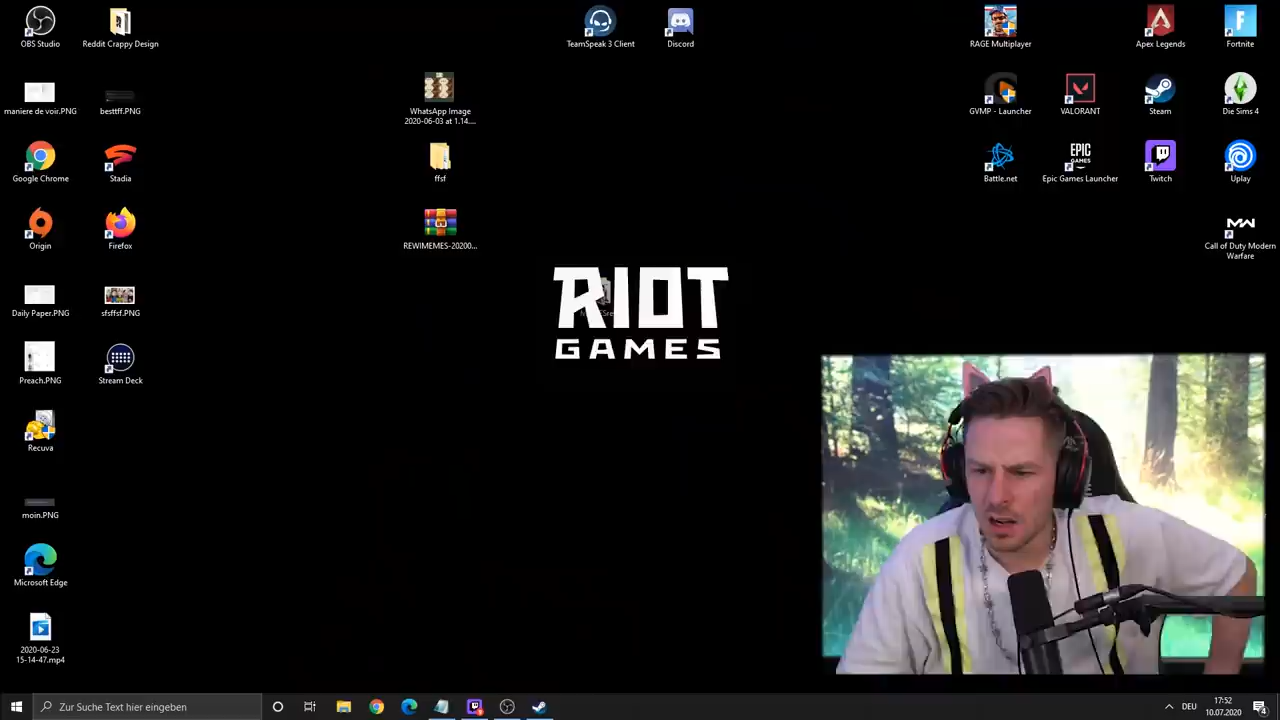 OBS Studio
Reddit Crappy Design
TeamSpeak 3 Client
Discord
RAGE Multiplayer
Apex Legends
Fortnite
maniere de voir.PNG
besttff.PNG
WhatsApp Image
2020-06-03 at 1.14....
GVMP - Launcher
VALORANT
Steam
Die Sims 4
Google Chrome
Stadia
ffsf
Battle.net
EPIC
GAMES
Epic Games Launcher
Twitch
Uplay
Origin
Firefox
REWIMEMES-20200...
MW
Call of Duty Modern
Warfare
Daily Paper.PNG
sfsffsf.PNG
RIOT
GAMES
Preach.PNG
Stream Deck
Recuva
moin.PNG
Microsoft Edge
2020-06-23
15-14-47.mp4
Zur Suche Text hier eingeben
DEU
17:52
10.07.2020
4